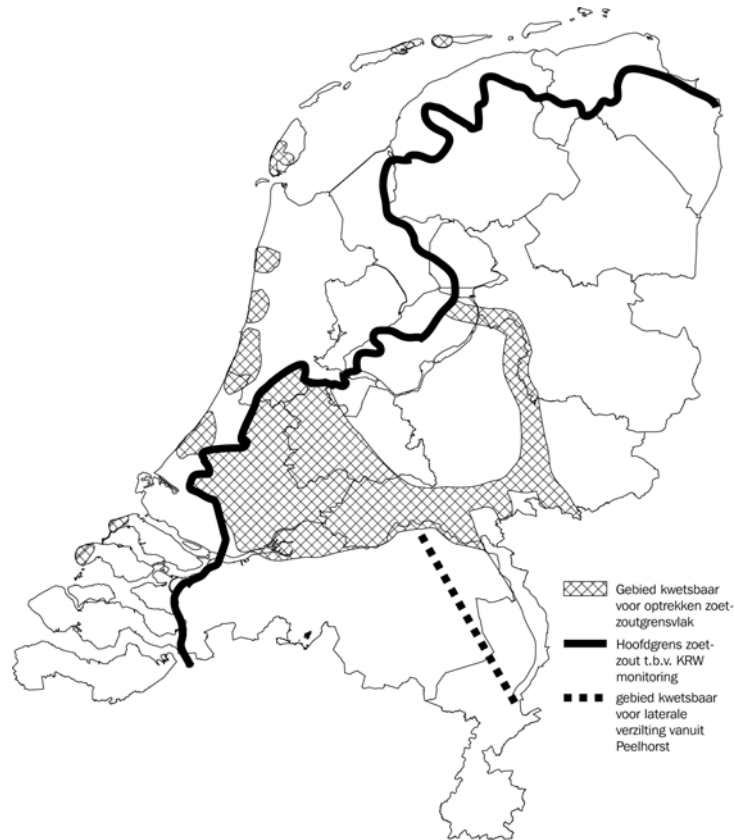 Gebied kwetsbaar
voor optrekken zoet-
zoutgrensvlak
Hoofdgrens zoet-
zout t.b.v. KRW
monitoring
gebied kwetsbaar
voor laterale
verzilting vanuit
Peelhorst